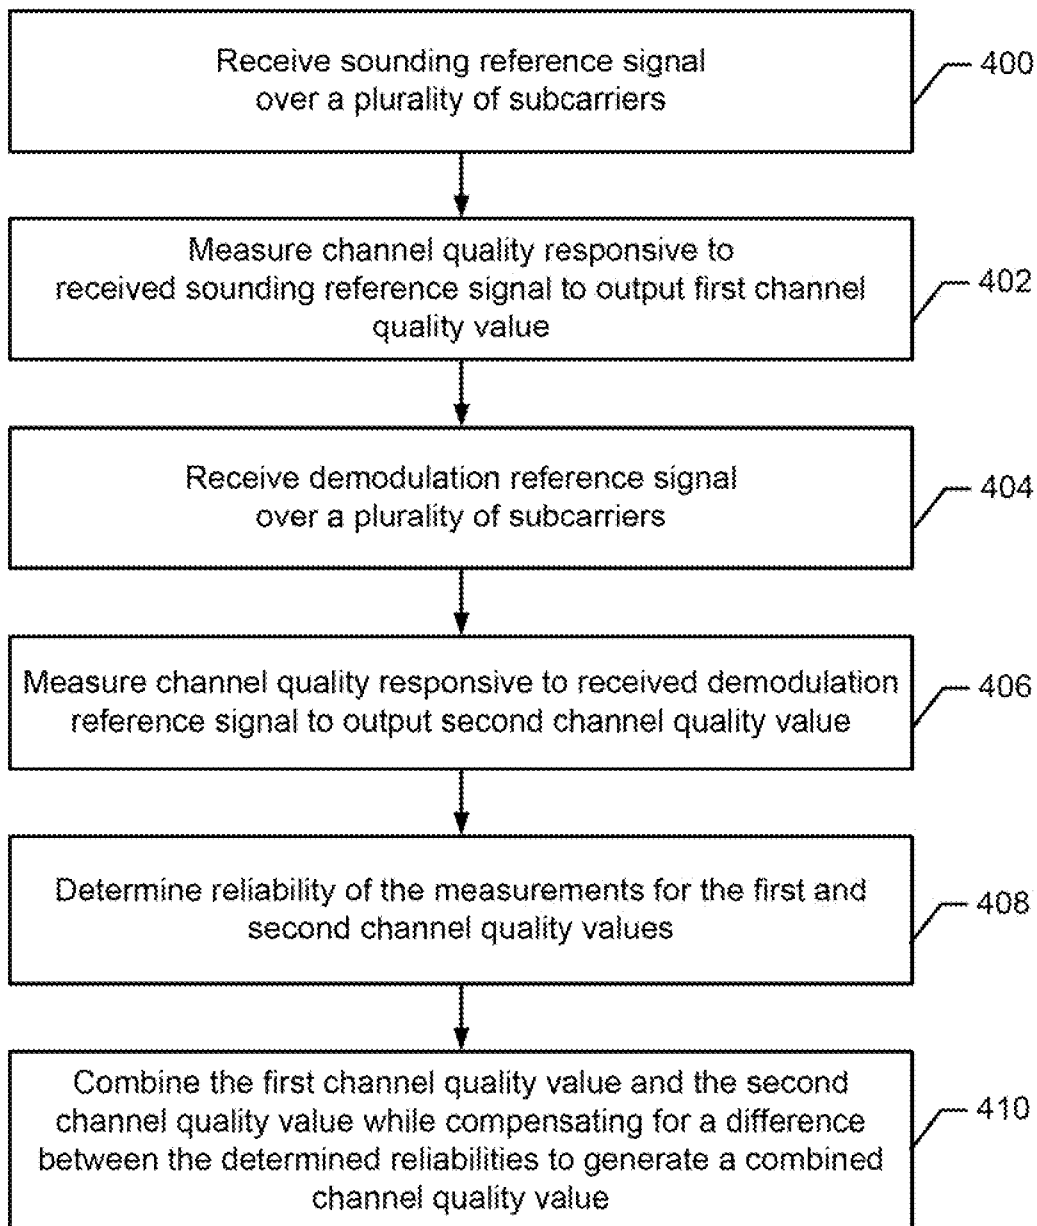 Receive sounding reference signal
over a plurality of subcarriers
400
Measure channel quality responsive to
received sounding reference signal to output first channel
quality value
402
Receive demodulation reference signal
over a plurality of subcarriers
404
Measure channel quality responsive to received demodulation
reference signal to output second channel quality value
406
Determine reliability of the measurements for the first and
second channel quality values
408
Combine the first channel quality value and the second
channel quality value while compensating for a difference
between the determined reliabilities to generate a combined
channel quality value
410